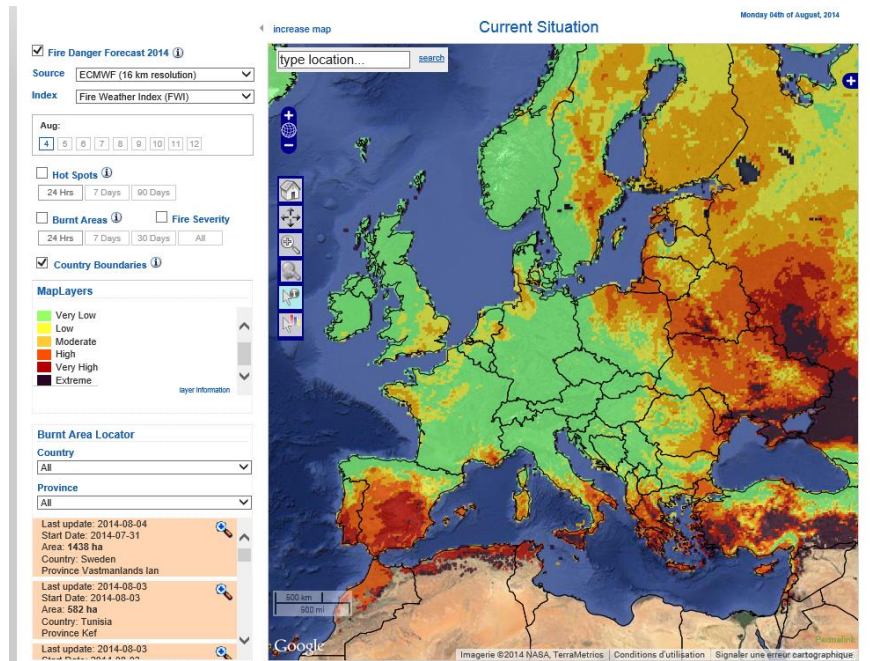 Monday 04th of August, 2014
increase map
Current Situation
Fire Danger Forecast 2014
Source ECMWF (16 km resolution)
Index Fire Weather Index (FWI)
Aug:
4 5 6 7 8 9 10 11 12
Hot Spots
24 Hrs 7 Days 90 Days
Burnt Areas Fire Severity
24 Hrs 7 Days 30 Days All
Country Boundaries
MapLayers
Very Low
Low
Moderate
High
Very High
Extreme
layer information
Burnt Area Locator
Country
All
Province
All
Last update: 2014-08-04
Start Date: 2014-07-31
Area: 1438 ha
Country: Sweden
Province Vastmanlands lan
Last update: 2014-08-03
Start Date: 2014-08-03
Area: 582 ha
Country: Tunisia
Province Kef
Last update: 2014-08-03
type location... search
500 km
500 mi
Google
Permalink
Imagerie ©2014 NASA, TerraMetrics Conditions d'utilisation Signaler une erreur cartographique